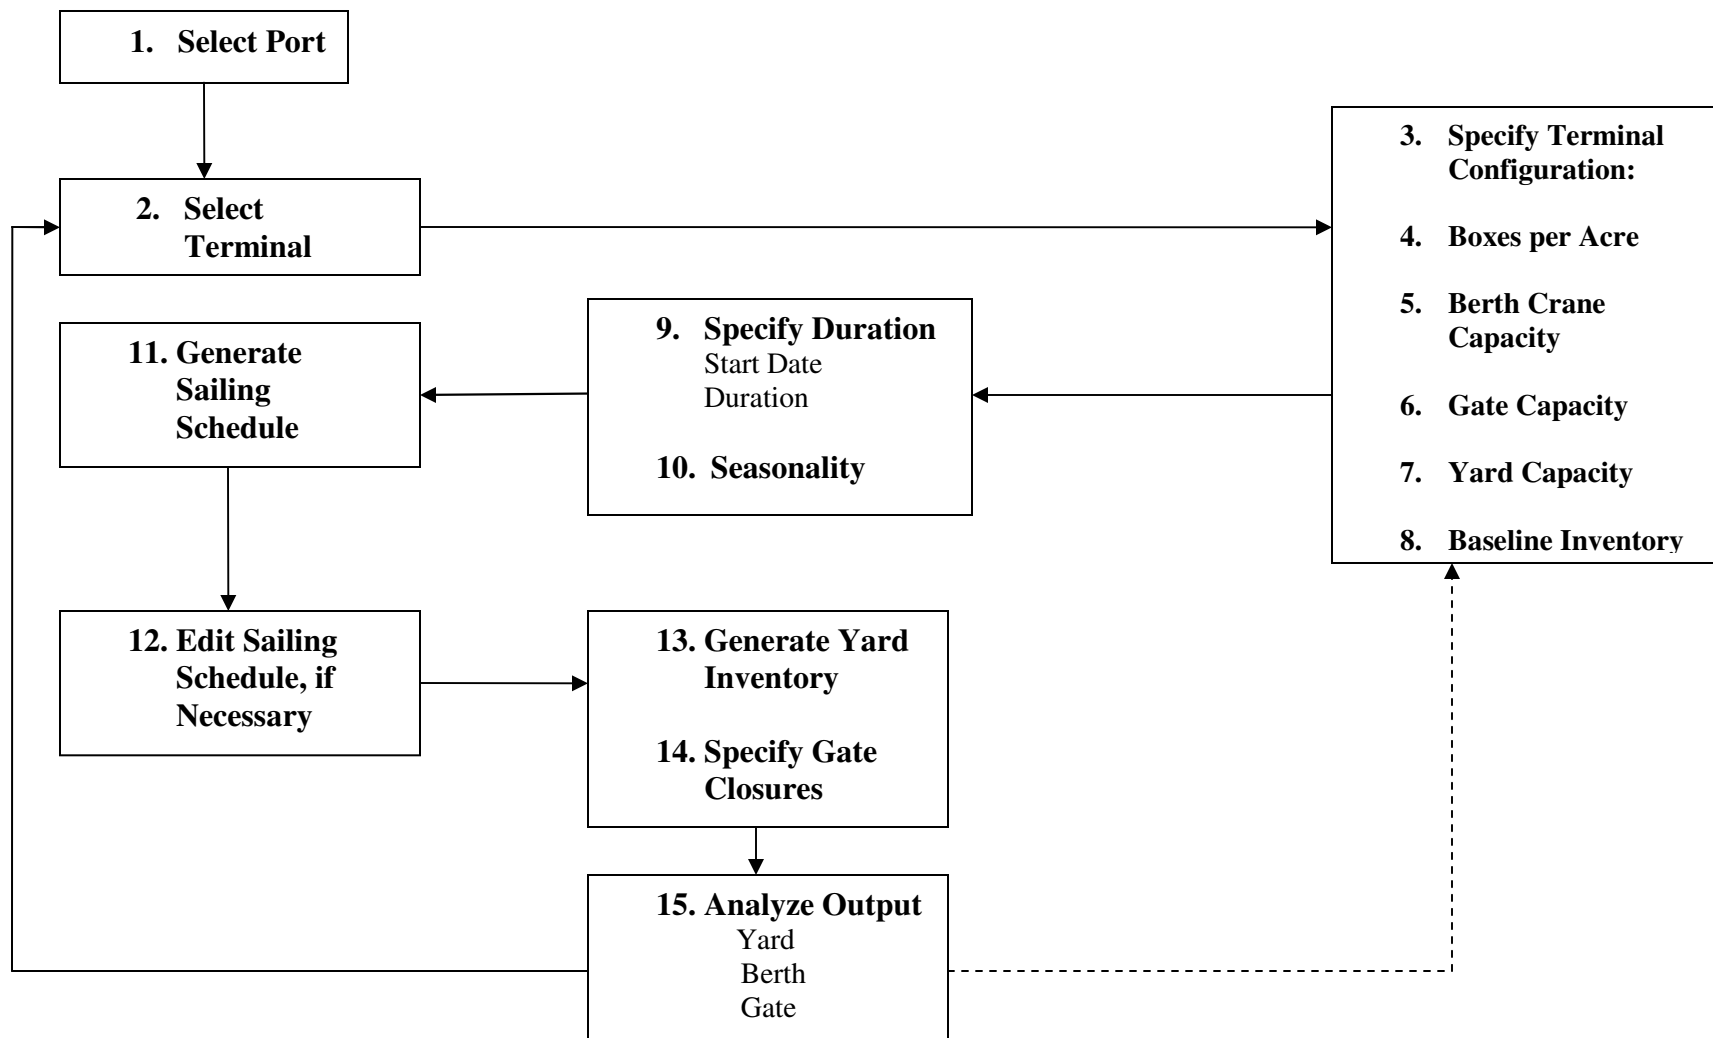 1. Select Port
2. Select
Terminal
3. Specify Terminal
Configuration:
4. Boxes per Acre
5. Berth Crane
Capacity
6. Gate Capacity
7. Yard Capacity
8. Baseline Inventory
9. Specify Duration
Start Date
Duration
10. Seasonality
11. Generate
Sailing
Schedule
12. Edit Sailing
Schedule, if
Necessary
13. Generate Yard
Inventory
14. Specify Gate
Closures
15. Analyze Output
Yard
Berth
Gate